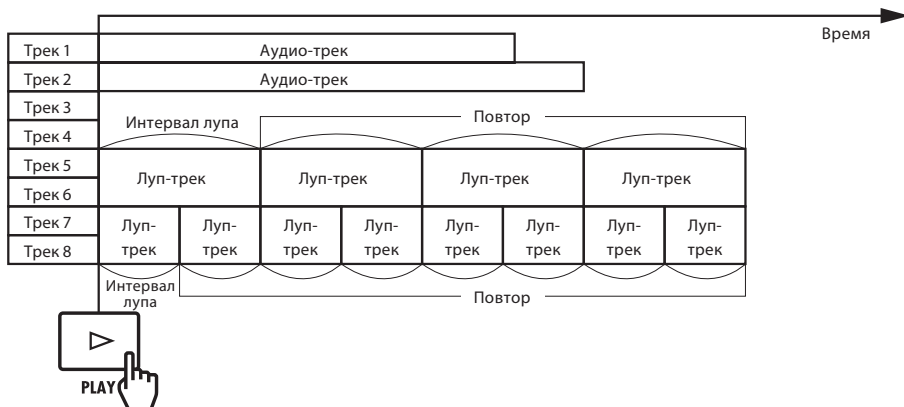 Время
Трек 1
Аудио-трек
Трек 2
Аудио-трек
Трек 3
Трек 4
Интервал лупа
Повтор
Трек 5
Трек 6
Луп-трек
Луп-трек
Луп-трек
Луп-трек
Трек 7
Трек 8
Луп-
трек
Луп-
трек
Луп-
трек
Луп-
трек
Луп-
трек
Луп-
трек
Луп-
трек
Луп-
трек
Интервал
лупа
Повтор
PLAY